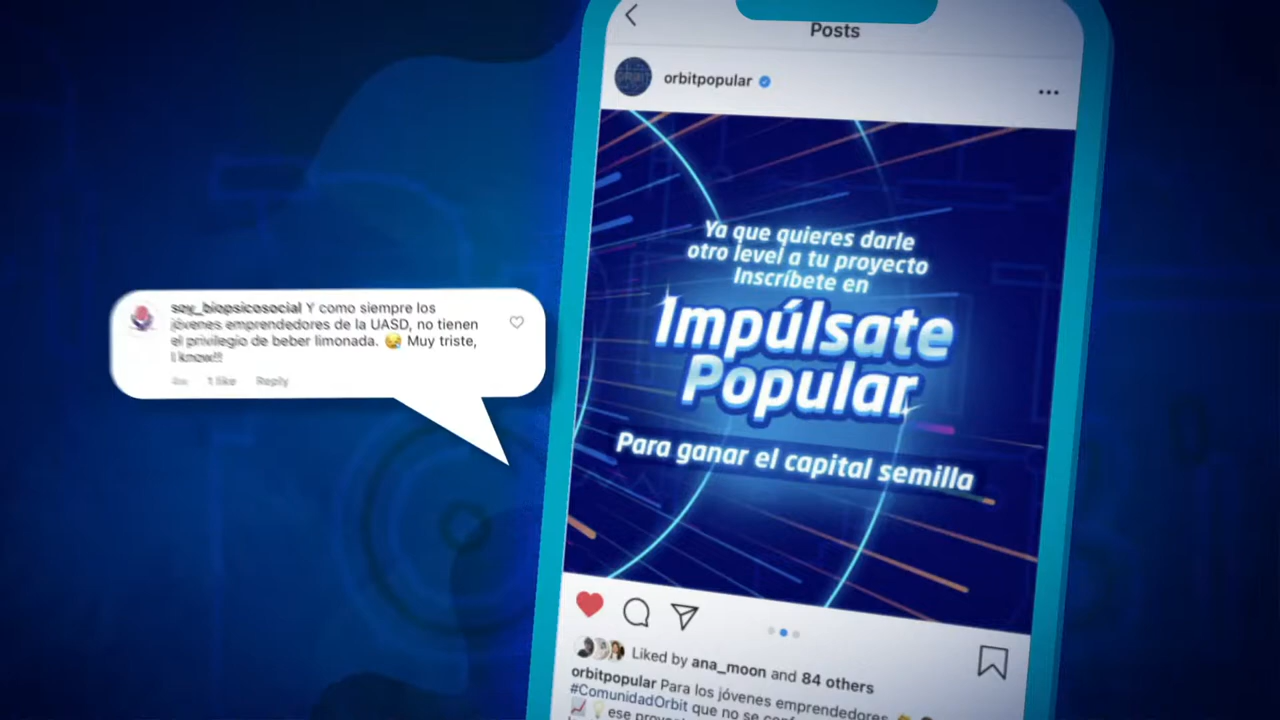 Posts
orbitpopular
Ya que quieres darle
otro level a tu proyecto
Inscríbete en
Impúlsate
Popular
Para ganar el capital semilla
soy_biopsicosocial Y como siempre los
jóvenes emprendedores de la UASD, no tienen
el privilegio de beber limonada. 😪 Muy triste,
I know!!
1 like Reply
Liked by ana_moon and 84 others
orbitpopular Para los jóvenes emprendedores
#ComunidadOrbit que no se
📈💡ese